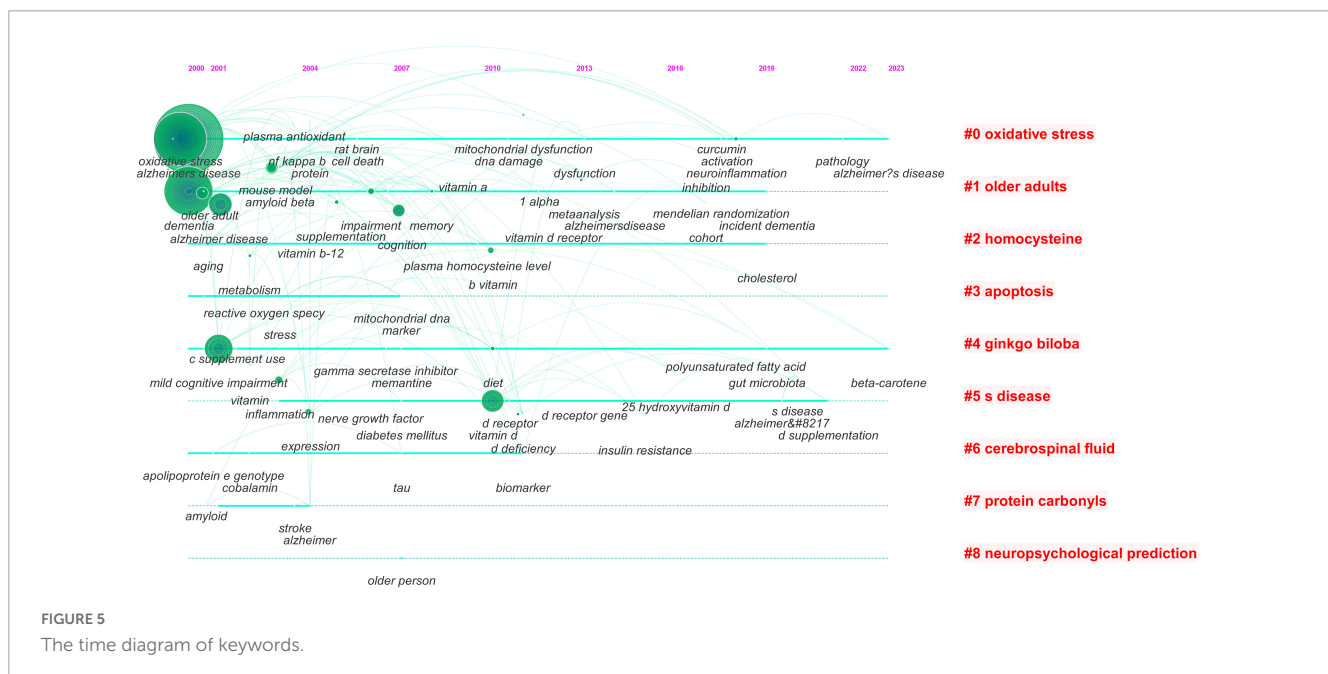 2000 2001 2004 2007 2010 2013 2016 2019 2022 2023
plasma antioxidant
#0 oxidative stress
rat brain mitochondrial dysfunction curcumin
oxidative stress nf kappa b cell death dna damage activation pathology
alzheimers disease protein dysfunction neuroinflammation alzheimer?s disease
mouse model vitamin a inhibition
#1 older adults
amyloid beta 1 alpha
older adult metaanalysis mendelian randomization
dementia impairment memory alzheimersdisease incident dementia
alzheimer disease supplementation vitamin d receptor cohort
#2 homocysteine
cognition
vitamin b-12
aging plasma homocysteine level
cholesterol
b vitamin
metabolism
#3 apoptosis
reactive oxygen specy mitochondrial dna
stress marker
#4 ginkgo biloba
c supplement use
gamma secretase inhibitor polyunsaturated fatty acid
mild cognitive impairment memantine diet gut microbiota beta-carotene
#5 s disease
vitamin 25 hydroxyvitamin d
inflammation nerve growth factor d receptor gene s disease
d receptor alzheimer&#8217
diabetes mellitus vitamin d d supplementation
expression d deficiency insulin resistance
#6 cerebrospinal fluid
apolipoprotein e genotype
cobalamin tau biomarker
#7 protein carbonyls
amyloid
stroke
alzheimer
#8 neuropsychological prediction
older person
FIGURE 5
The time diagram of keywords.